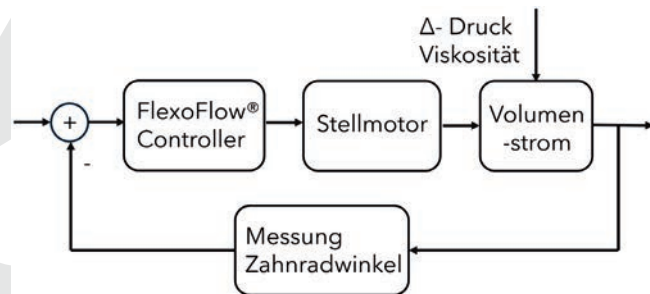 Δ- Druck
Viskosität
+
FlexoFlow®
Controller
Stellmotor
Volumen
-strom
-
Messung
Zahnradwinkel